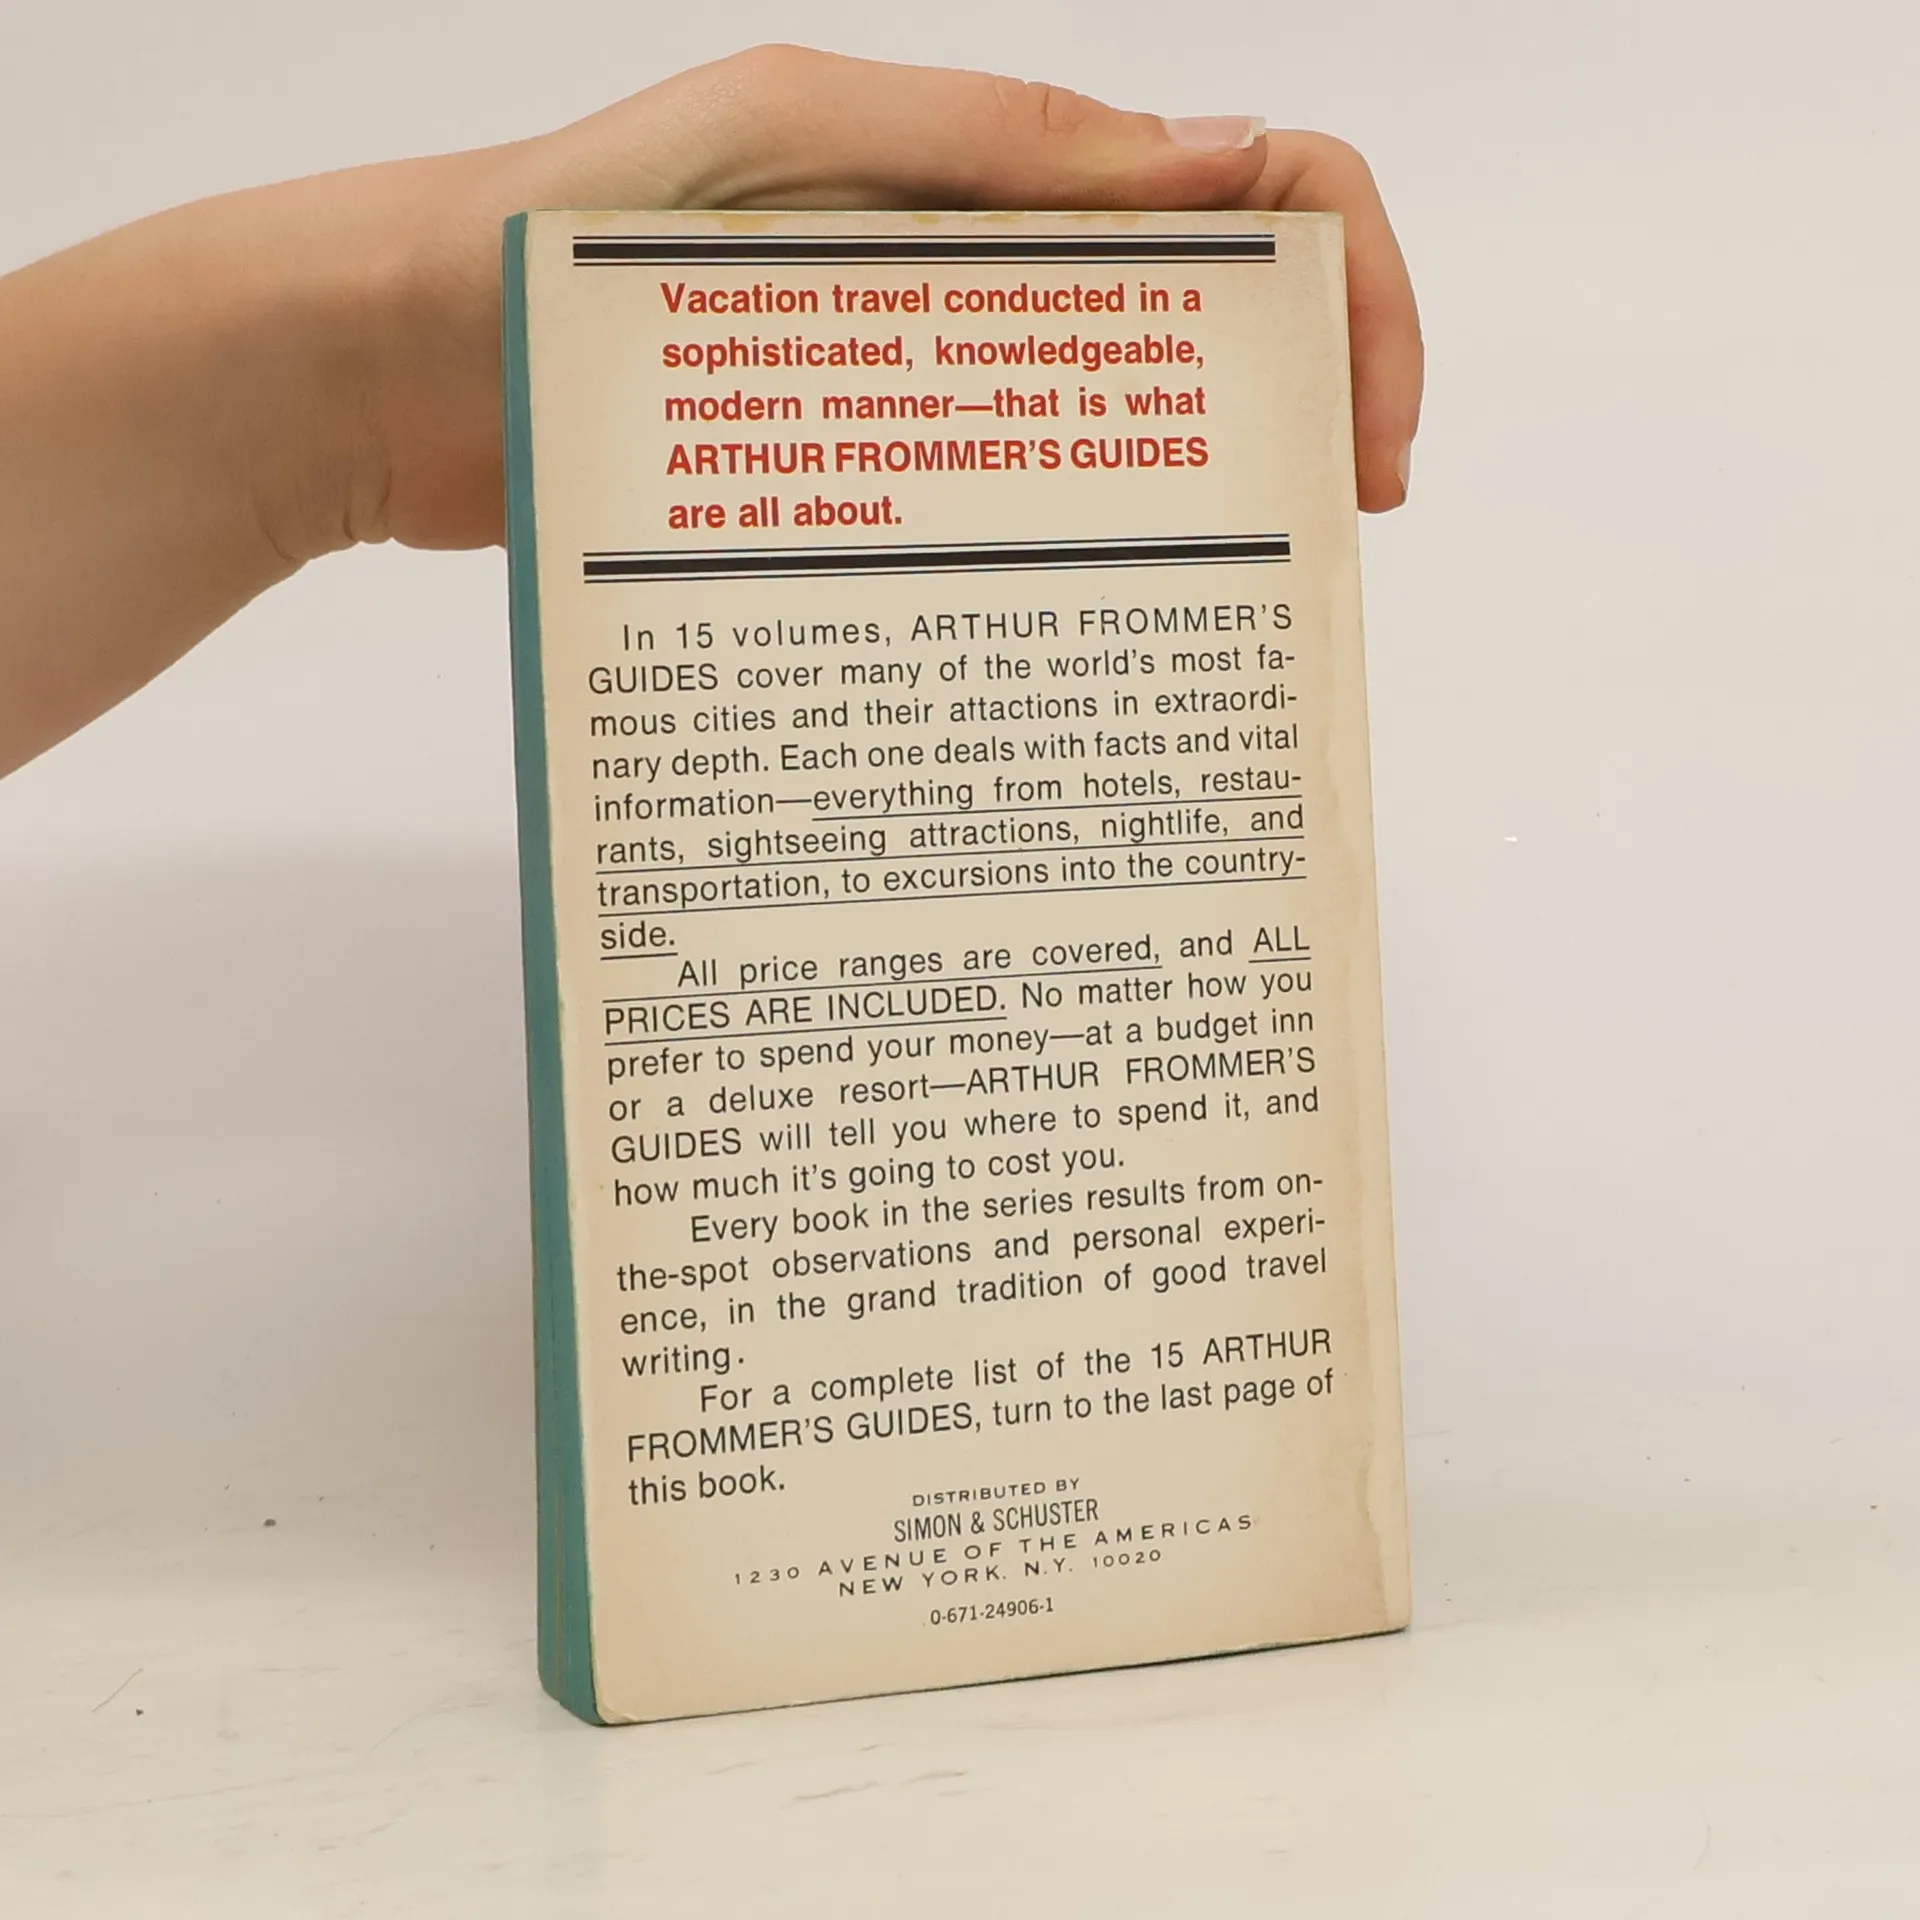 Vacation travel conducted in a
sophisticated, knowledgeable,
modern manner—that is what
ARTHUR FROMMER'S GUIDES
are all about.
In 15 volumes, ARTHUR FROMMER'S
GUIDES cover many of the world's most fa-
mous cities and their attactions in extraordi-
nary depth. Each one deals with facts and vital
information—everything from hotels, restau-
rants, sightseeing attractions, nightlife, and
transportation, to excursions into the country-
side.
All price ranges are covered, and ALL
PRICES ARE INCLUDED. No matter how you
prefer to spend your money—at a budget inn
or a deluxe resort—ARTHUR FROMMER'S
GUIDES will tell you where to spend it, and
how much it's going to cost you.
Every book in the series results from on-
the-spot observations and personal experi-
ence, in the grand tradition of good travel
writing.
For a complete list of the 15 ARTHUR
FROMMER'S GUIDES, turn to the last page of
this book.
DISTRIBUTED BY
SIMON & SCHUSTER
1230 AVENUE OF THE AMERICAS
NEW YORK. N.Y. 10020
0-671-24906-1